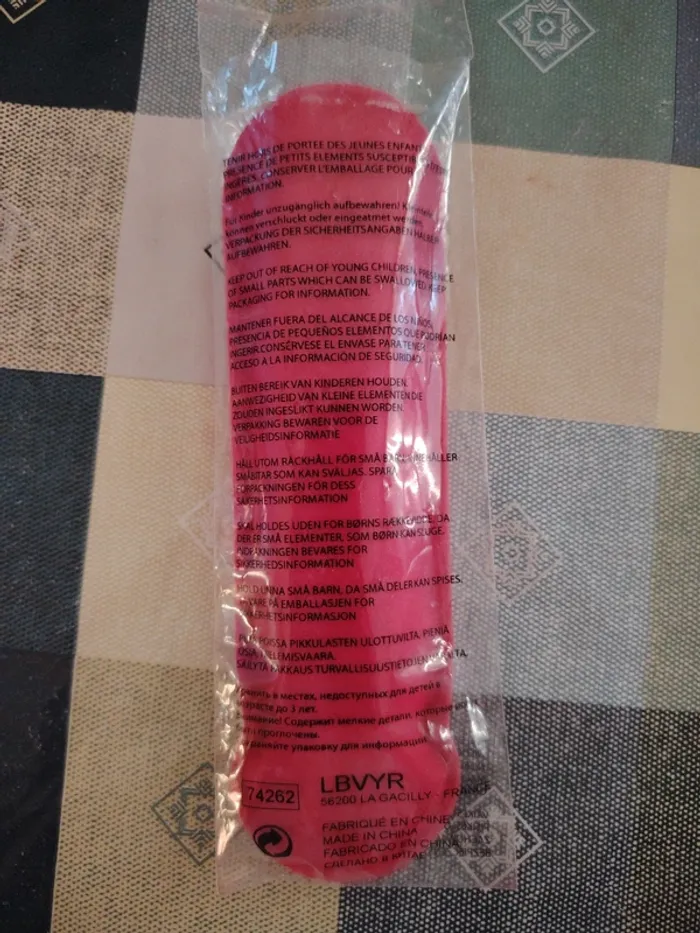 TENIR HORS DE PORTEE DES JEUNES ENFANTS
PRESENCE DE PETITS ELEMENTS
INGERES. CONSERVER L'EMBALLAGE POUR
INFORMATION.
Für Kinder unzugänglich aufbewahren!
können verschluckt oder eingeatmet werden
VERPACKUNG DER SICHERHEITSANGABEN HALBER
AUFBEWAHREN.
KEEP OUT OF REACH OF YOUNG CHILDREN, PRESENCE
OF SMALL PARTS WHICH CAN BE SWALLOWED, KEEP
PACKAGING FOR INFORMATION.
MANTENER FUERA DEL ALCANCE DE LOS NIÑOS,
PRESENCIA DE PEQUEÑOS ELEMENTOS QUE PODRÍAN
INGERIR. CONSÉRVESE EL ENVASE PARA TENER
ACCESO A LA INFORMACIÓN DE SEGURIDAD.
BUITEN BEREIK VAN KINDEREN HOUDEN.
AANWEZIGHEID VAN KLEINE ELEMENTEN DIE
ZOUDEN INGESLIKT KUNNEN WORDEN.
VERPAKKING BEWAREN VOOR DE
VEILIGHEIDSINFORMATIE
HÅLL UTOM RÄCKHÅLL FÖR SMÅ BARN. INNEHÅLLER
SMÅBITAR SOM KAN SVÄLJAS. SPARA
FÖRPACKNINGEN FÖR DESS
SÄKERHETSINFORMATION
SKAL HOLDES UDEN FOR BØRNS RÆKKEVIDDE, DA
DER ER SMÅ ELEMENTER, SOM BØRN KAN SLUGE.
INDPAKNINGEN BEVARES FOR
SIKKERHEDSINFORMATION
HOLD UNNA SMÅ BARN, DA SMÅ DELER KAN SPISES.
TA VARE PÅ EMBALLASJEN FOR
SIKKERHETSINFORMASJON
POISSA PIKKULASTEN ULOTTUVILTA. PIENIÄ
OSIA,
SÄILYTÄ PAKKAUS TURVALLISUUSTIETOJEN
Хранить в местах, недоступных для детей в
возрасте до 3 лет.
Внимание! Содержит мелкие детали, которые
быть проглочены.
Сохраняйте упаковку для информации.
74262
LBVYR
56200 LA GACILLY - FRANCE
FABRIQUÉ EN CHINE
MADE IN CHINA
FABRICADO EN CHINA
СДЕЛАНО В КИТАЕ